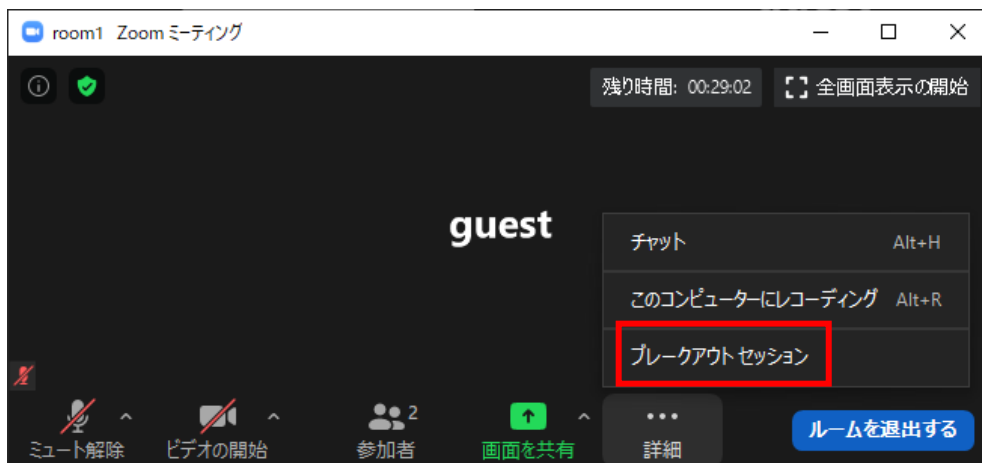 room1 Zoom ミーティング
残り時間: 00:29:02 全画面表示の開始
guest
チャット Alt+H
このコンピューターにレコーディング Alt+R
ブレークアウト セッション
2
ミュート解除 ビデオの開始 参加者 画面を共有 詳細 ルームを退出する